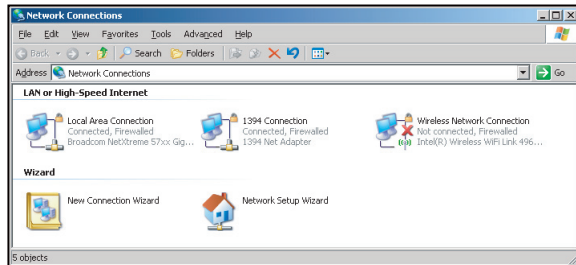 Network Connections
File Edit View Favorites Tools Advanced Help
Back Search Folders
Address Network Connections Go
LAN or High-Speed Internet
Local Area Connection
Connected, Firewalled
Broadcom NetXtreme 57xx Gig...
1394 Connection
Connected, Firewalled
1394 Net Adapter
Wireless Network Connection
Not connected, Firewalled
Intel(R) Wireless WiFi Link 496...
Wizard
New Connection Wizard
Network Setup Wizard
5 objects